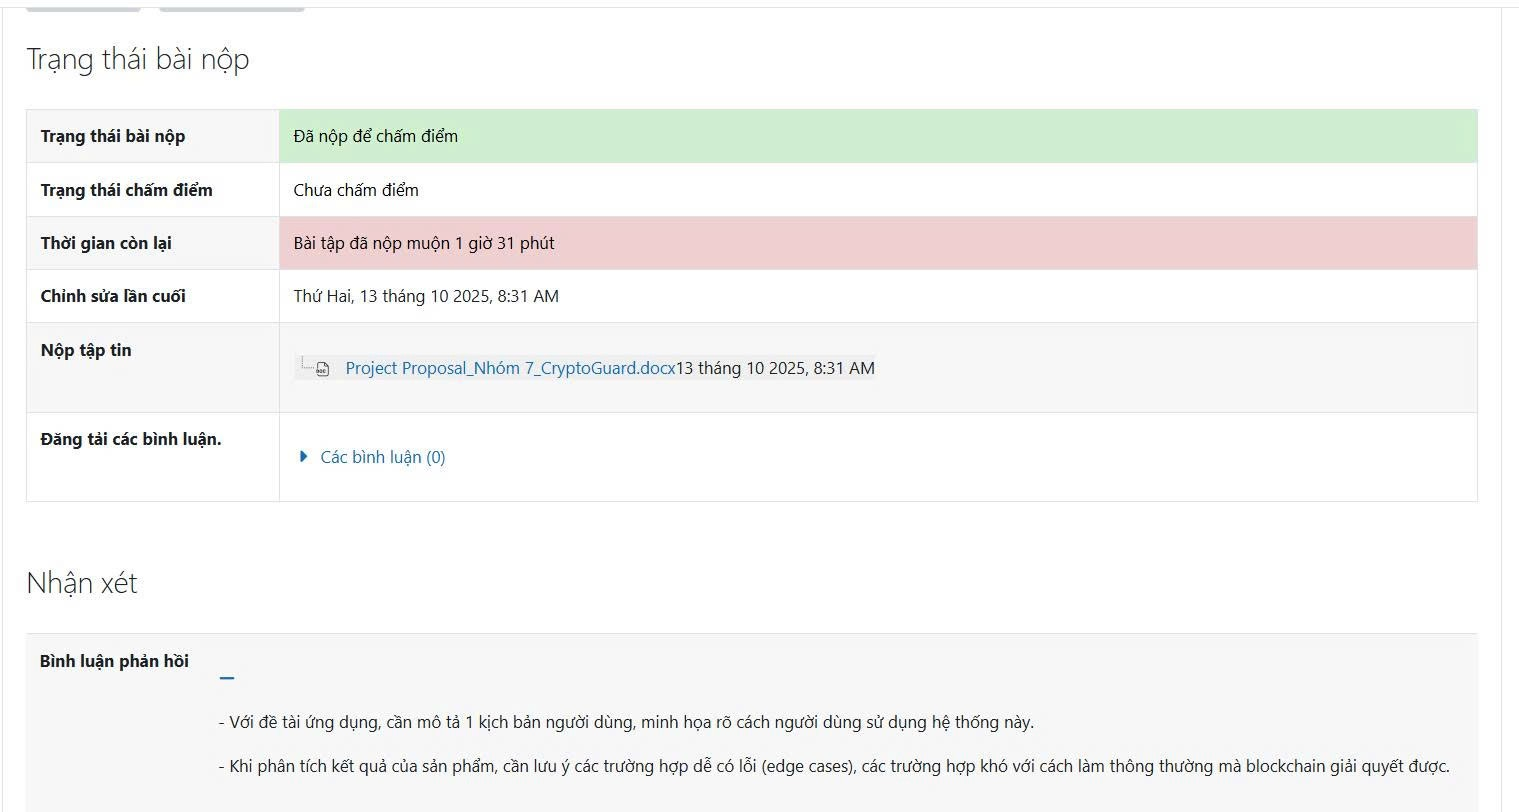 Trạng thái bài nộp
Trạng thái bài nộp Đã nộp để chấm điểm
Trạng thái chấm điểm Chưa chấm điểm
Thời gian còn lại Bài tập đã nộp muộn 1 giờ 31 phút
Chỉnh sửa lần cuối Thứ Hai, 13 tháng 10 2025, 8:31 AM
Nộp tập tin
Project Proposal_Nhóm 7_CryptoGuard.docx13 tháng 10 2025, 8:31 AM
Đăng tải các bình luận.
Các bình luận (0)
Nhận xét
Bình luận phản hồi
- Với đề tài ứng dụng, cần mô tả 1 kịch bản người dùng, minh họa rõ cách người dùng sử dụng hệ thống này.
- Khi phân tích kết quả của sản phẩm, cần lưu ý các trường hợp dễ có lỗi (edge cases), các trường hợp khó với cách làm thông thường mà blockchain giải quyết được.